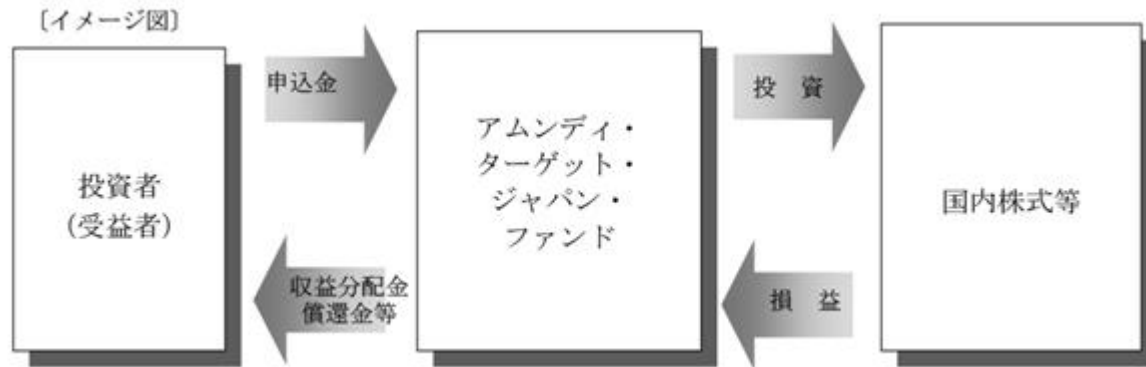 〔イメージ図〕
投資者
(受益者)
申込金
収益分配金
償還金等
アムンディ・
ターゲット・
ジャパン・
ファンド
投 資
損 益
国内株式等